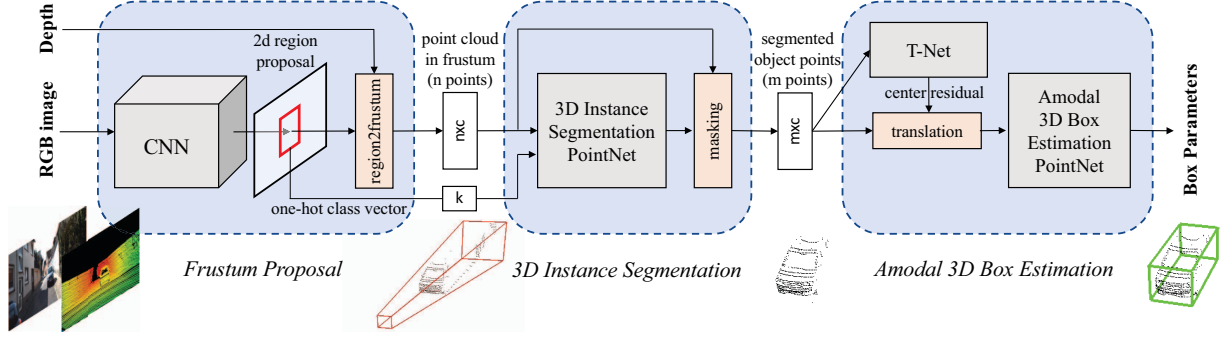 Depth
RGB image
CNN
2d region
proposal
region2frustum
one-hot class vector
point cloud
in frustum
(n points)
nxc
k
3D Instance
Segmentation
PointNet
masking
segmented
object points
(m points)
mxc
T-Net
center residual
translation
Amodal
3D Box
Estimation
PointNet
Box Parameters
Frustum Proposal
3D Instance Segmentation
Amodal 3D Box Estimation